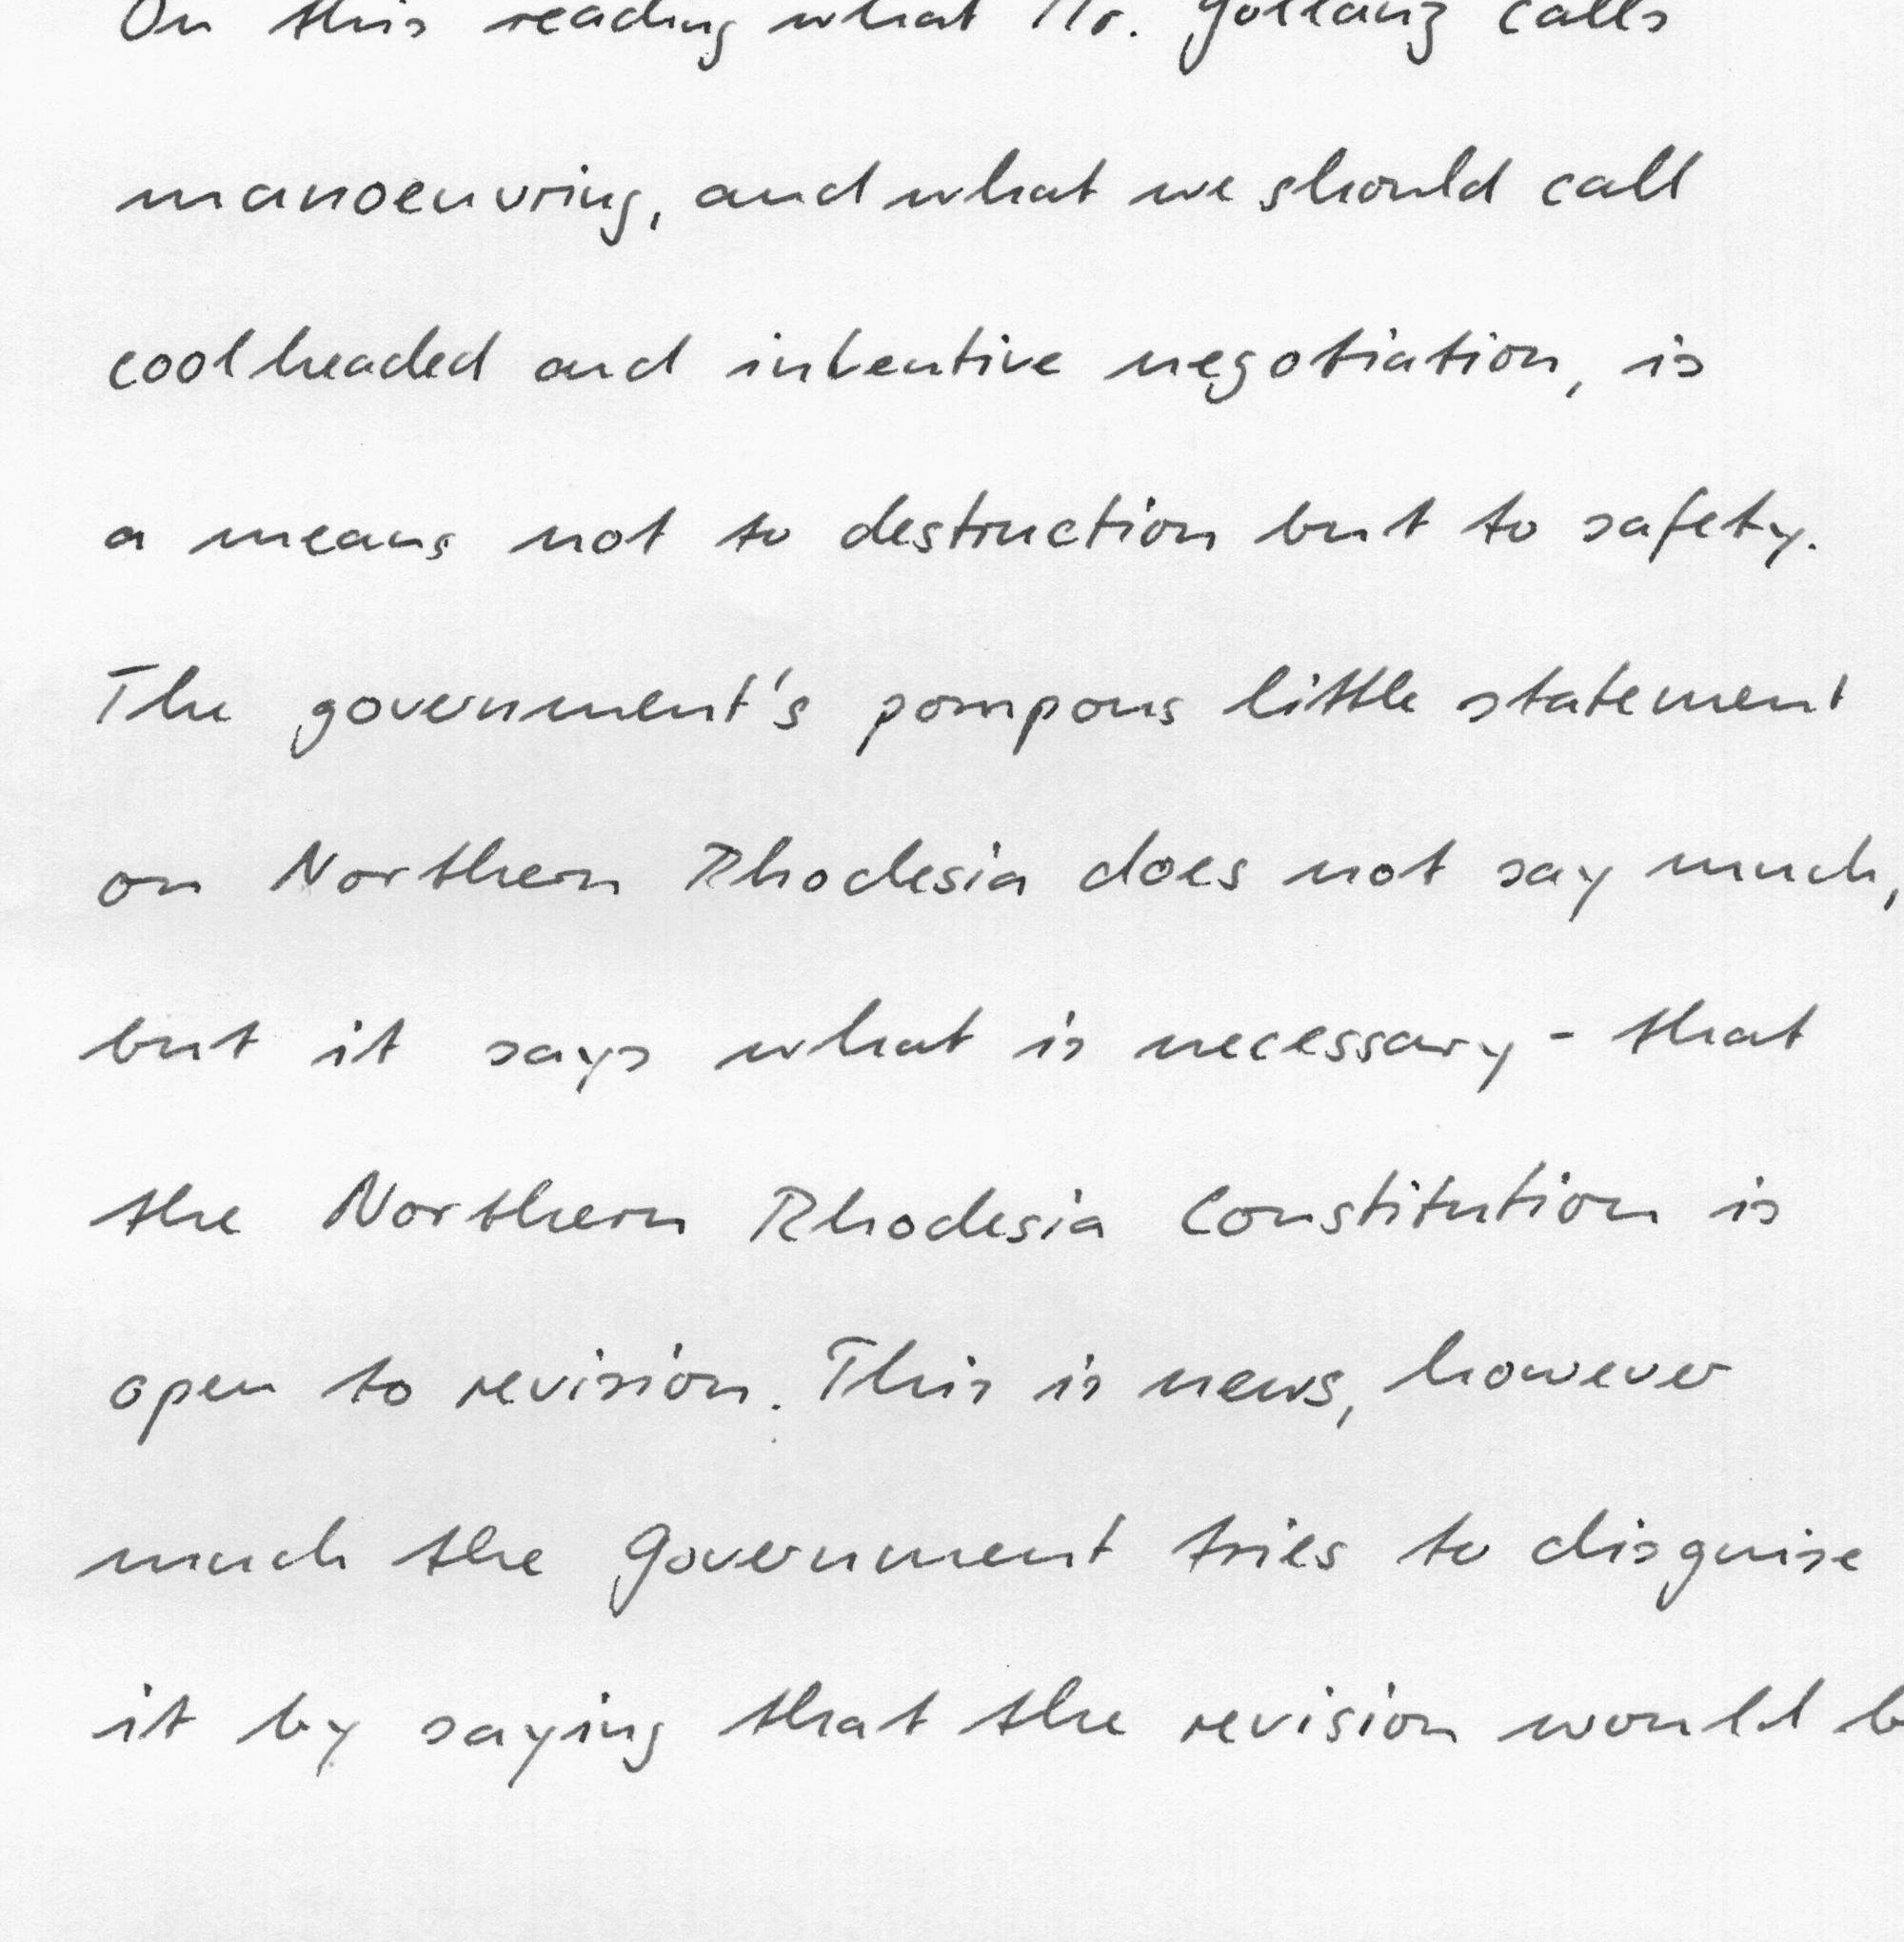 On this reading what Mr. Gollanz calls
manoeuvring, and what we should call
coolheaded and intentive negotiation, is
a means not to destruction but to safety.
The government's pompous little statement
on Northern Rhodesia does not say much,
but it says what is necessary - that
the Northern Rhodesia Constitution is
open to revision. This is news, however
much the Government tries to disguise
it by saying that the revision would b